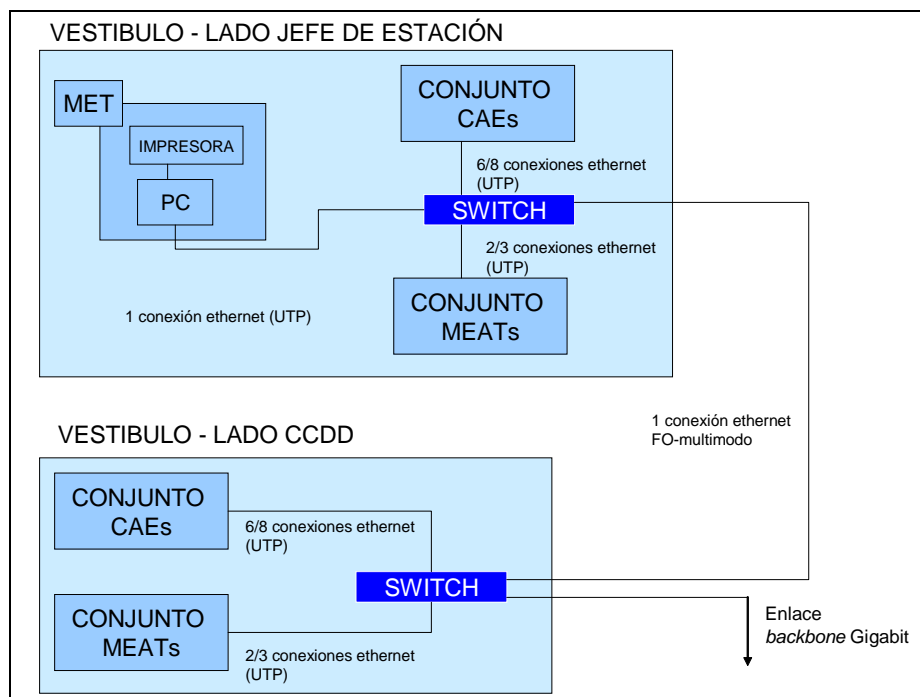 VESTIBULO - LADO JEFE DE ESTACIÓN
MET
IMPRESORA
PC
CONJUNTO
CAEs
6/8 conexiones ethernet
(UTP)
SWITCH
2/3 conexiones ethernet
(UTP)
CONJUNTO
MEATs
1 conexión ethernet (UTP)
1 conexión ethernet
FO-multimodo
VESTIBULO - LADO CCDD
CONJUNTO
CAEs
6/8 conexiones ethernet
(UTP)
SWITCH
CONJUNTO
MEATs
2/3 conexiones ethernet
(UTP)
Enlace
backbone Gigabit